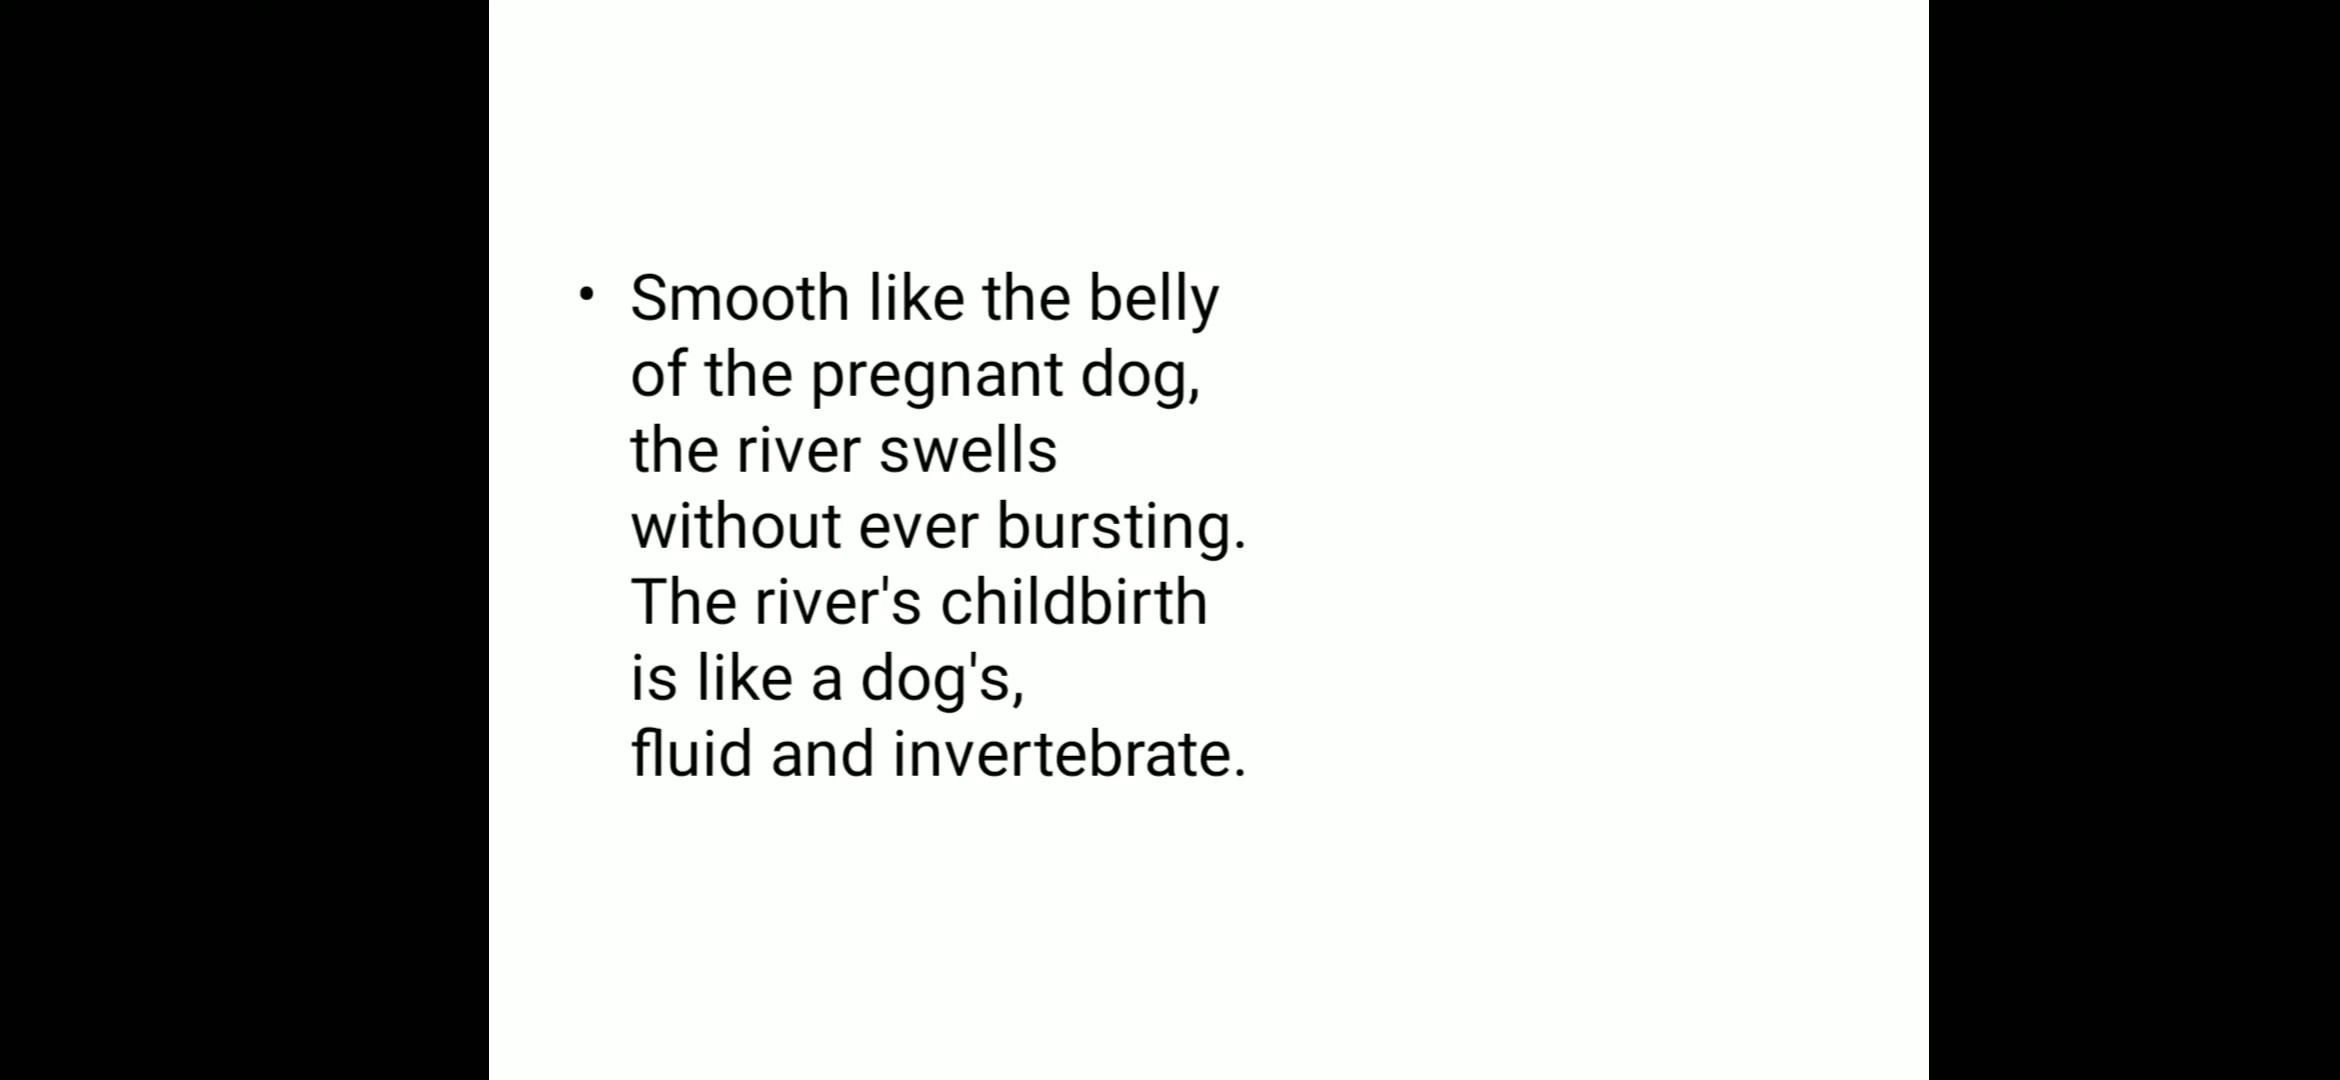 • Smooth like the belly
of the pregnant dog,
the river swells
without ever bursting.
The river's childbirth
is like a dog's,
fluid and invertebrate.